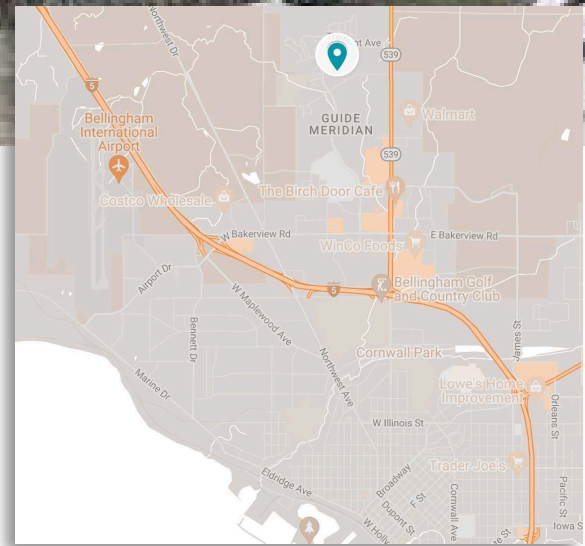 Northwest Dr
539
5
Bellingham
International
Airport
GUIDE
MERIDIAN
Walmart
539
Costco Wholesale
The Birch Door Cafe
W Bakerview Rd
E Bakerview Rd
WinCo Foods
Airport Dr
Bellingham Golf
and Country Club
5
W Maplewood Ave
Bennett Dr
James St
Marine Dr
Northwest Ave
Cornwall Park
Lowe's Home
Improvement
Orleans St
W Illinois St
Trader Joe's
Eldridge Ave
Broadway
F St
Dupont St
Cornwall Ave
Pacific St
Iowa S
W Holly